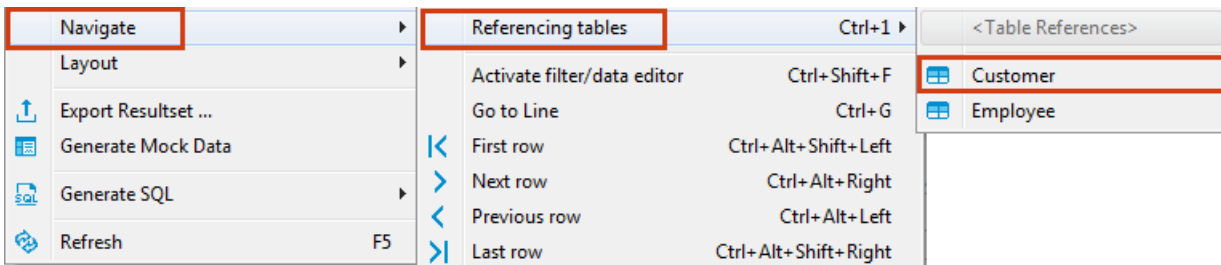 Navigate
Layout
Export Resultset ...
Generate Mock Data
SQL
Generate SQL
Refresh F5
Referencing tables Ctrl+1
Activate filter/data editor Ctrl+Shift+F
Go to Line Ctrl+G
First row Ctrl+Alt+Shift+Left
Next row Ctrl+Alt+Right
Previous row Ctrl+Alt+Left
Last row Ctrl+Alt+Shift+Right
<Table References>
Customer
Employee